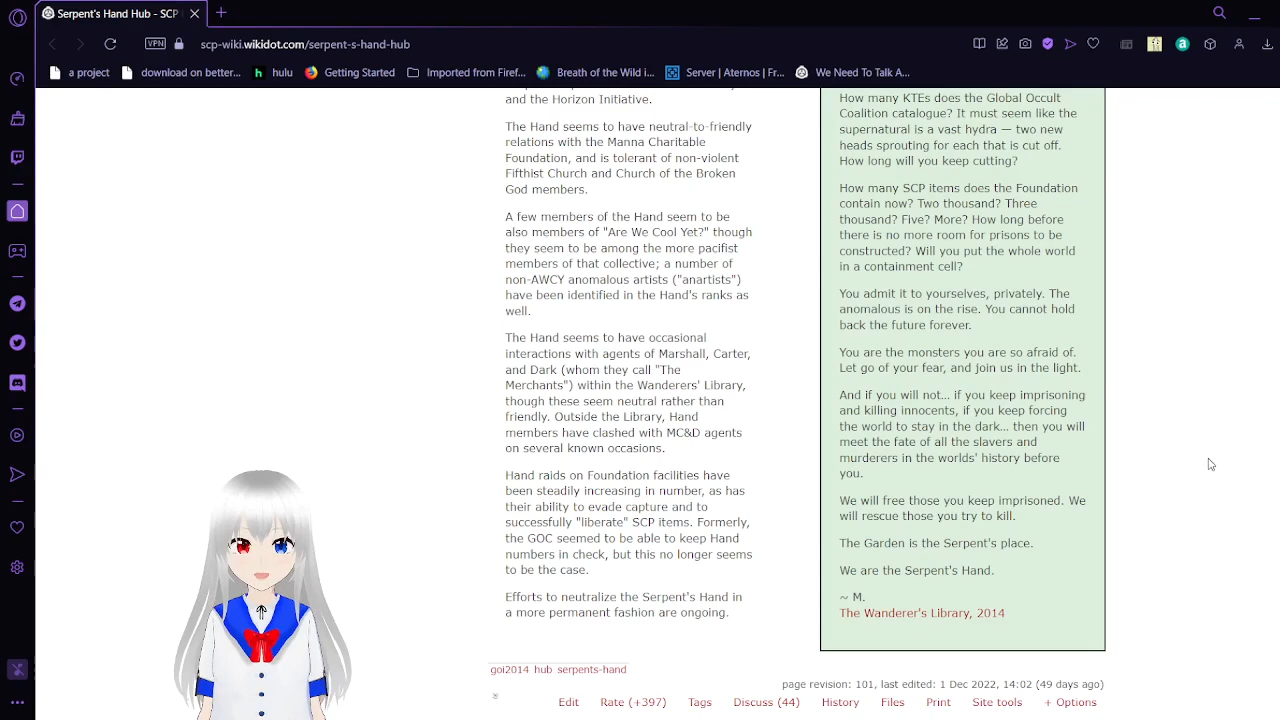 Serpent's Hand Hub - SCP
VPN
scp-wiki.wikidot.com/serpent-s-hand-hub
a project
download on better...
hulu
Getting Started
Imported from Firef...
Breath of the Wild i...
Server | Aternos | Fr...
We Need To Talk A...
and the Horizon Initiative.
The Hand seems to have neutral-to-friendly
relations with the Manna Charitable
Foundation, and is tolerant of non-violent
Fifthist Church and Church of the Broken
God members.
A few members of the Hand seem to be
also members of "Are We Cool Yet?" though
they seem to be among the more pacifist
members of that collective; a number of
non-AWCY anomalous artists ("anartists")
have been identified in the Hand's ranks as
well.
The Hand seems to have occasional
interactions with agents of Marshall, Carter,
and Dark (whom they call "The
Merchants") within the Wanderers' Library,
though these seem neutral rather than
friendly. Outside the Library, Hand
members have clashed with MC&D agents
on several known occasions.
Hand raids on Foundation facilities have
been steadily increasing in number, as has
their ability to evade capture and to
successfully "liberate" SCP items. Formerly,
the GOC seemed to be able to keep Hand
numbers in check, but this no longer seems
to be the case.
Efforts to neutralize the Serpent's Hand in
a more permanent fashion are ongoing.
How many KTEs does the Global Occult
Coalition catalogue? It must seem like the
supernatural is a vast hydra — two new
heads sprouting for each that is cut off.
How long will you keep cutting?
How many SCP items does the Foundation
contain now? Two thousand? Three
thousand? Five? More? How long before
there is no more room for prisons to be
constructed? Will you put the whole world
in a containment cell?
You admit it to yourselves, privately. The
anomalous is on the rise. You cannot hold
back the future forever.
You are the monsters you are so afraid of.
Let go of your fear, and join us in the light.
And if you will not… if you keep imprisoning
and killing innocents, if you keep forcing
the world to stay in the dark… then you will
meet the fate of all the slavers and
murderers in the worlds' history before
you.
We will free those you keep imprisoned. We
will rescue those you try to kill.
The Garden is the Serpent's place.
We are the Serpent's Hand.
~ M.
The Wanderer's Library, 2014
goi2014 hub serpents-hand
page revision: 101, last edited: 1 Dec 2022, 14:02 (49 days ago)
Edit Rate (+397) Tags Discuss (44) History Files Print Site tools + Options